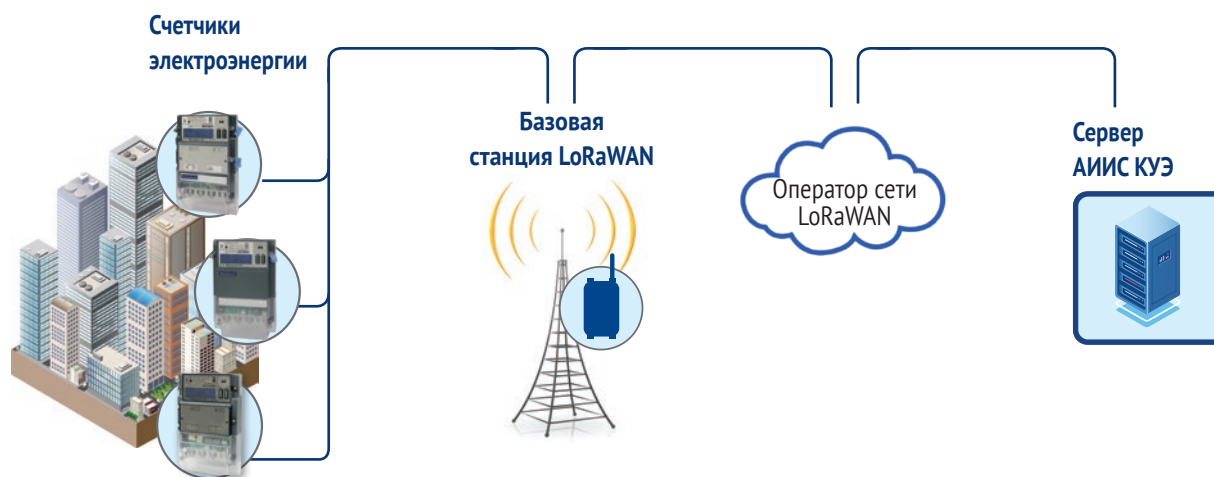 Счетчики
электроэнергии
Базовая
станция LoRaWAN
Оператор сети
LoRaWAN
Сервер
АИИС КУЭ